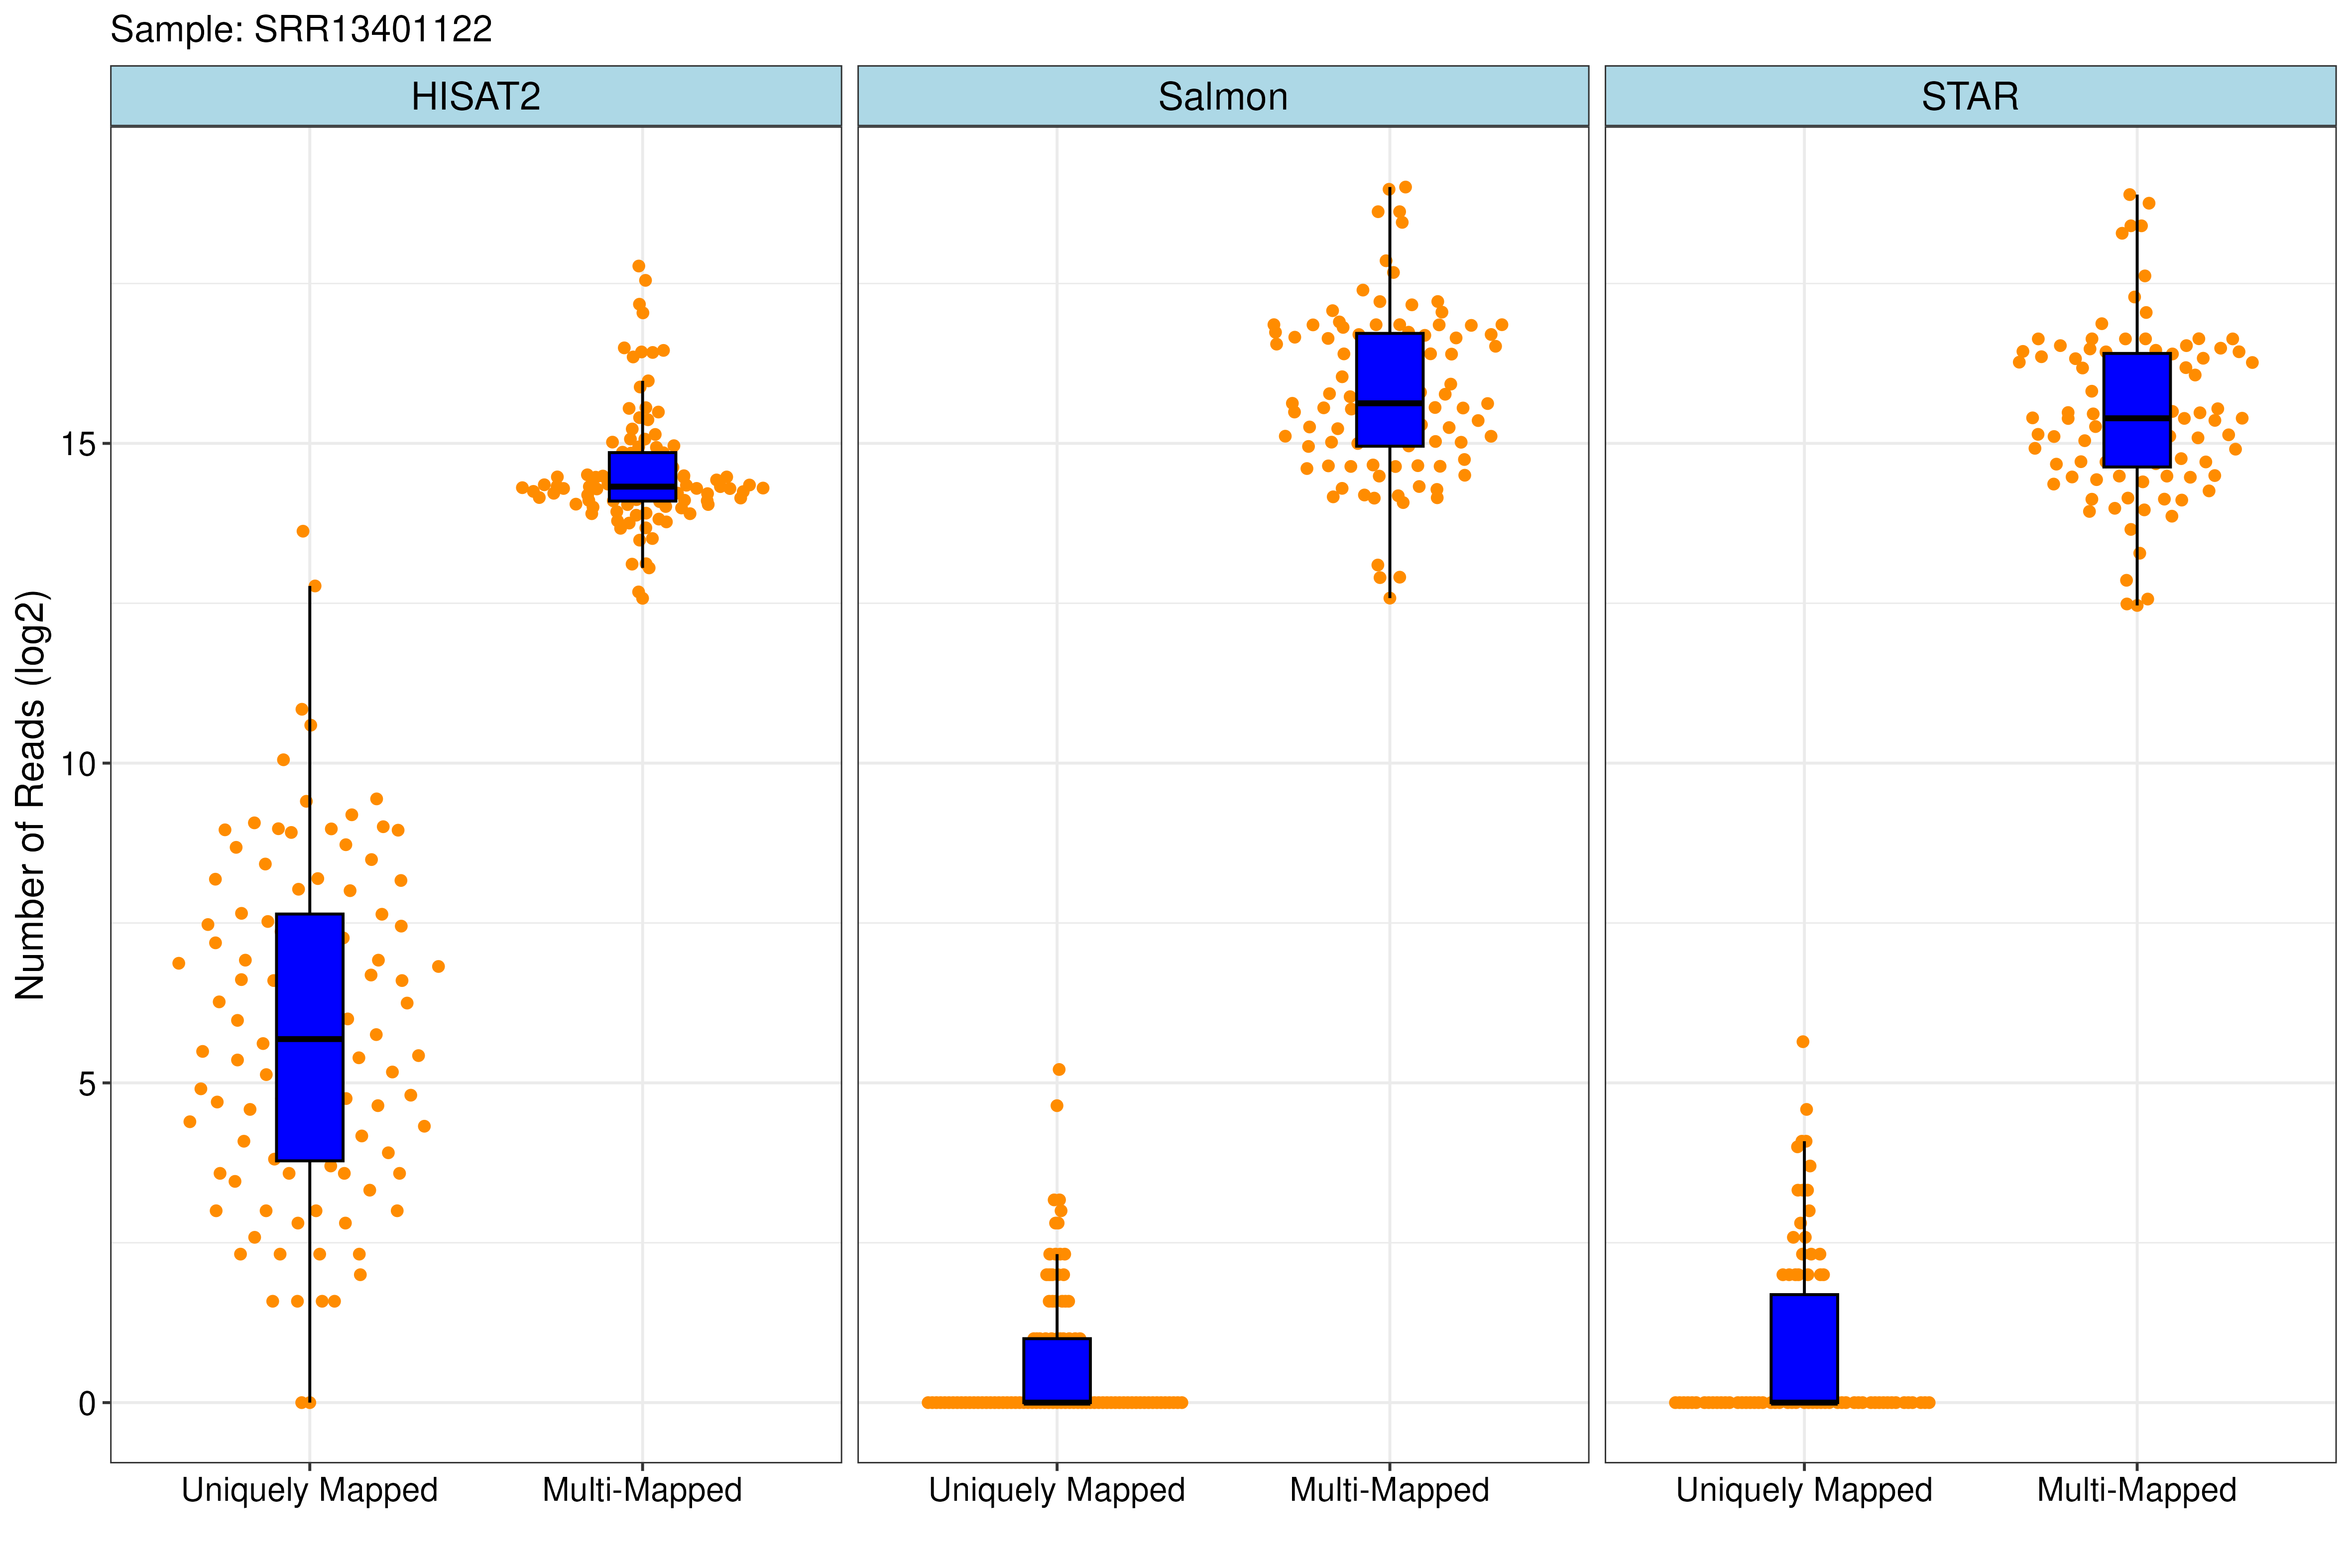 Sample: SRR13401122
HISAT2
Salmon
STAR
Number of Reads (log2)
15
10
5
0
Uniquely Mapped
Multi-Mapped
Uniquely Mapped
Multi-Mapped
Uniquely Mapped
Multi-Mapped